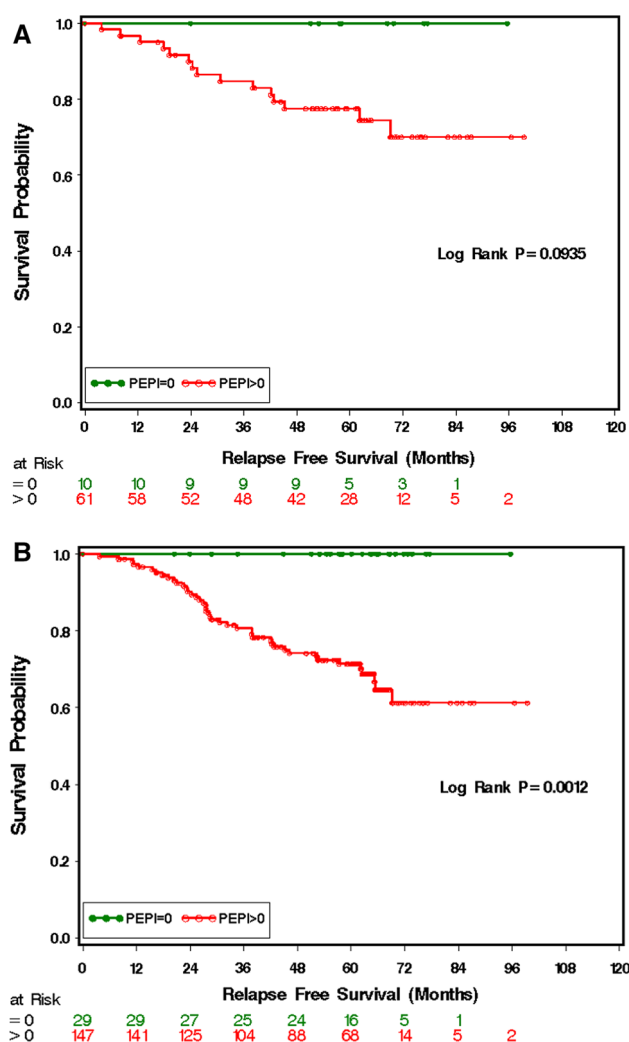 A
Survival Probability
1.0
0.8
0.6
0.4
0.2
0.0
Log Rank P=0.0935
PEPI=0 PEPI>0
0 12 24 36 48 60 72 84 96 108 120
Relapse Free Survival (Months)
at Risk
=0 10 10 9 9 9 5 3 1
>0 61 58 52 48 42 28 12 5 2
B
Survival Probability
1.0
0.8
0.6
0.4
0.2
0.0
Log Rank P=0.0012
PEPI=0 PEPI>0
0 12 24 36 48 60 72 84 96 108 120
Relapse Free Survival (Months)
at Risk
=0 29 29 27 25 24 16 5 1
>0 147 141 125 104 88 68 14 5 2